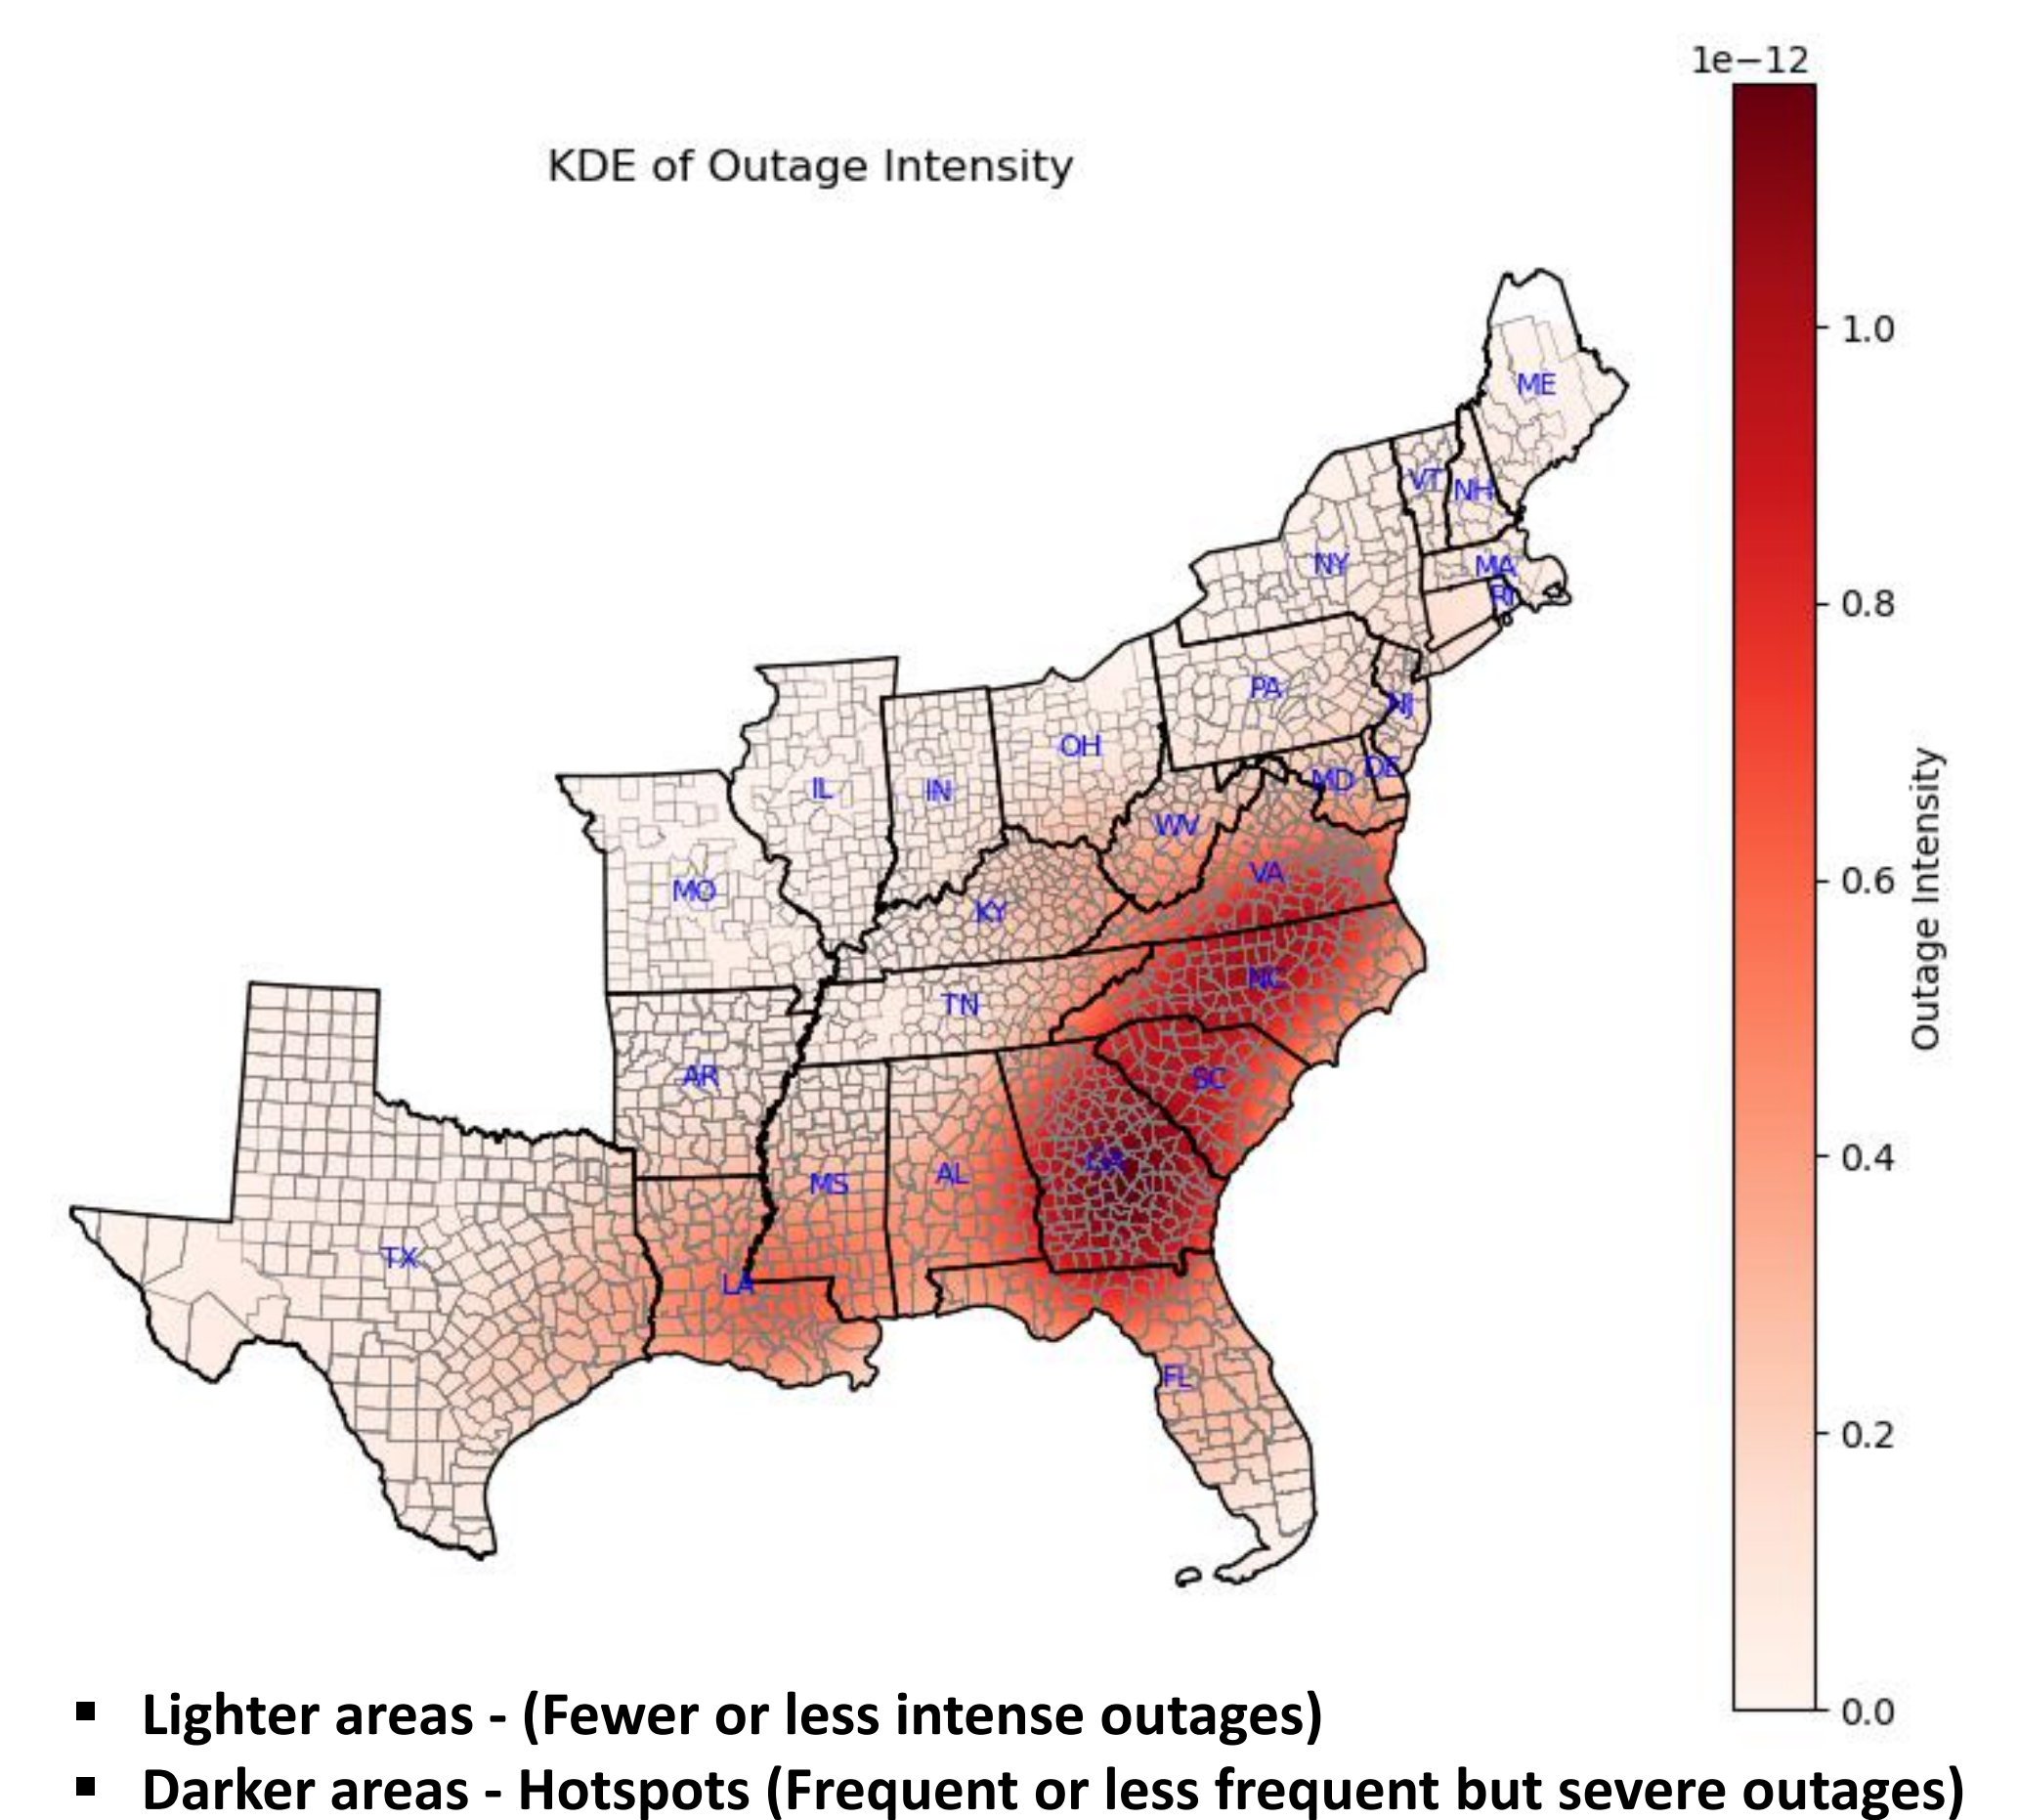 1e−12
KDE of Outage Intensity
ME
VT
NH
NY
MA
RI
PA
NJ
OH
IL
IN
MD
DE
WV
VA
MO
KY
NC
TN
AR
SC
GA
MS
AL
TX
LA
FL
1.0
0.8
0.6
0.4
0.2
0.0
Outage Intensity
▪ Lighter areas - (Fewer or less intense outages)
▪ Darker areas - Hotspots (Frequent or less frequent but severe outages)